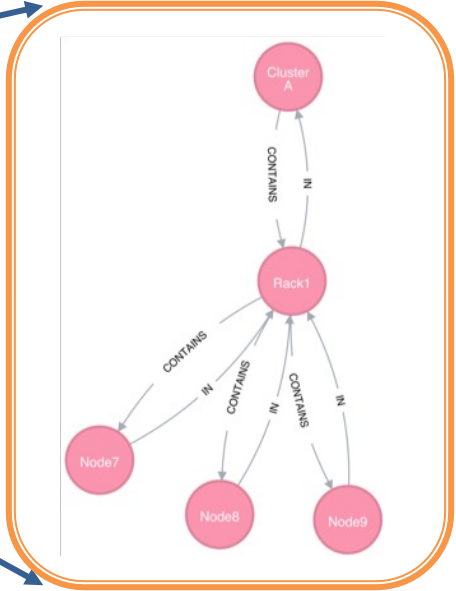 Cluster
A
CONTAINS
IN
Rack1
CONTAINS
IN
CONTAINS
IN
CONTAINS
IN
Node7
Node8
Node9